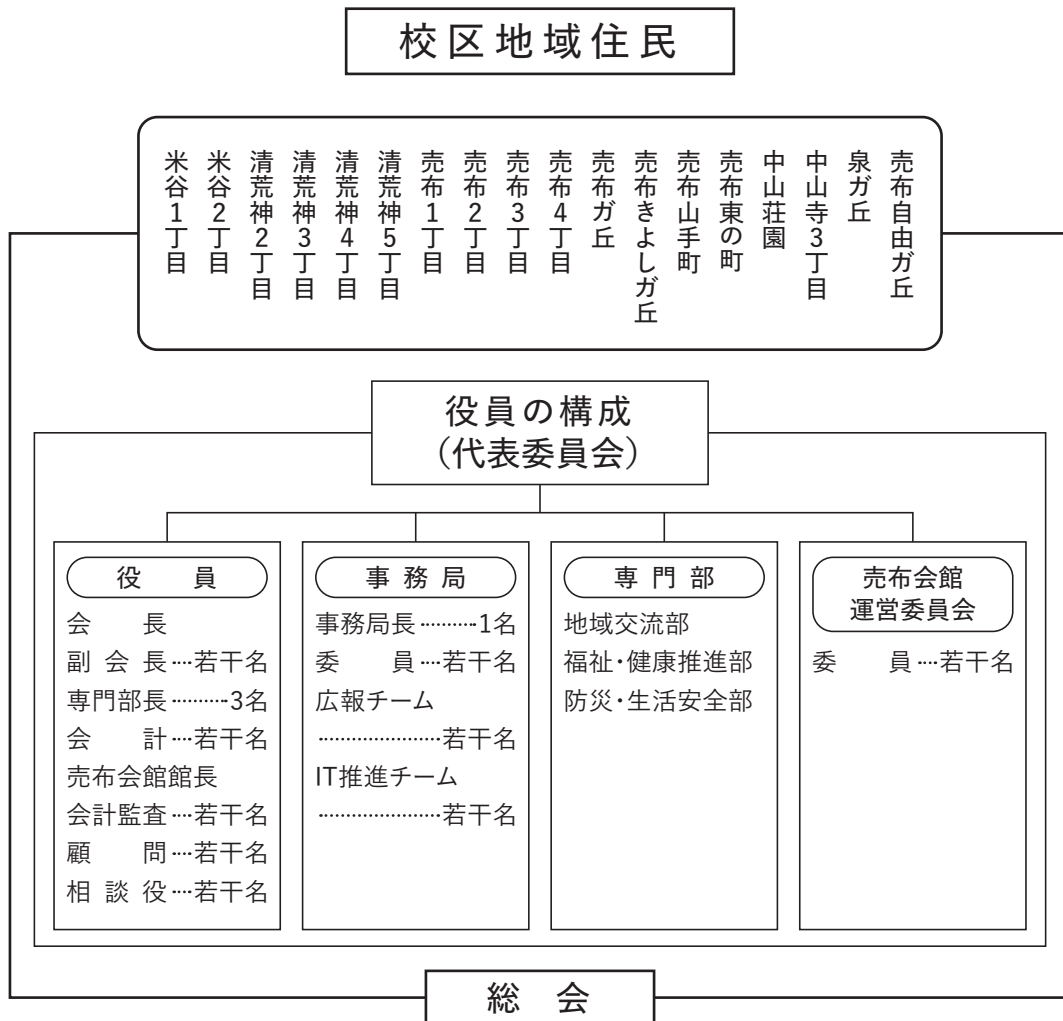 校区地域住民
米谷1丁目
米谷2丁目
清荒神2丁目
清荒神3丁目
清荒神4丁目
清荒神5丁目
売布1丁目
売布2丁目
売布3丁目
売布4丁目
売布ガ丘
売布きよしガ丘
売布山手町
売布東の町
中山荘園
中山寺3丁目
泉ガ丘
売布自由ガ丘
役員の構成
（代表委員会）
役員
会長
副会長……若干名
専門部長…………3名
会計……若干名
売布会館館長
会計監査……若干名
顧問……若干名
相談役……若干名
事務局
事務局長…………1名
委員……若干名
広報チーム
…………………若干名
IT推進チーム
…………………若干名
専門部
地域交流部
福祉・健康推進部
防災・生活安全部
売布会館
運営委員会
委員……若干名
総会